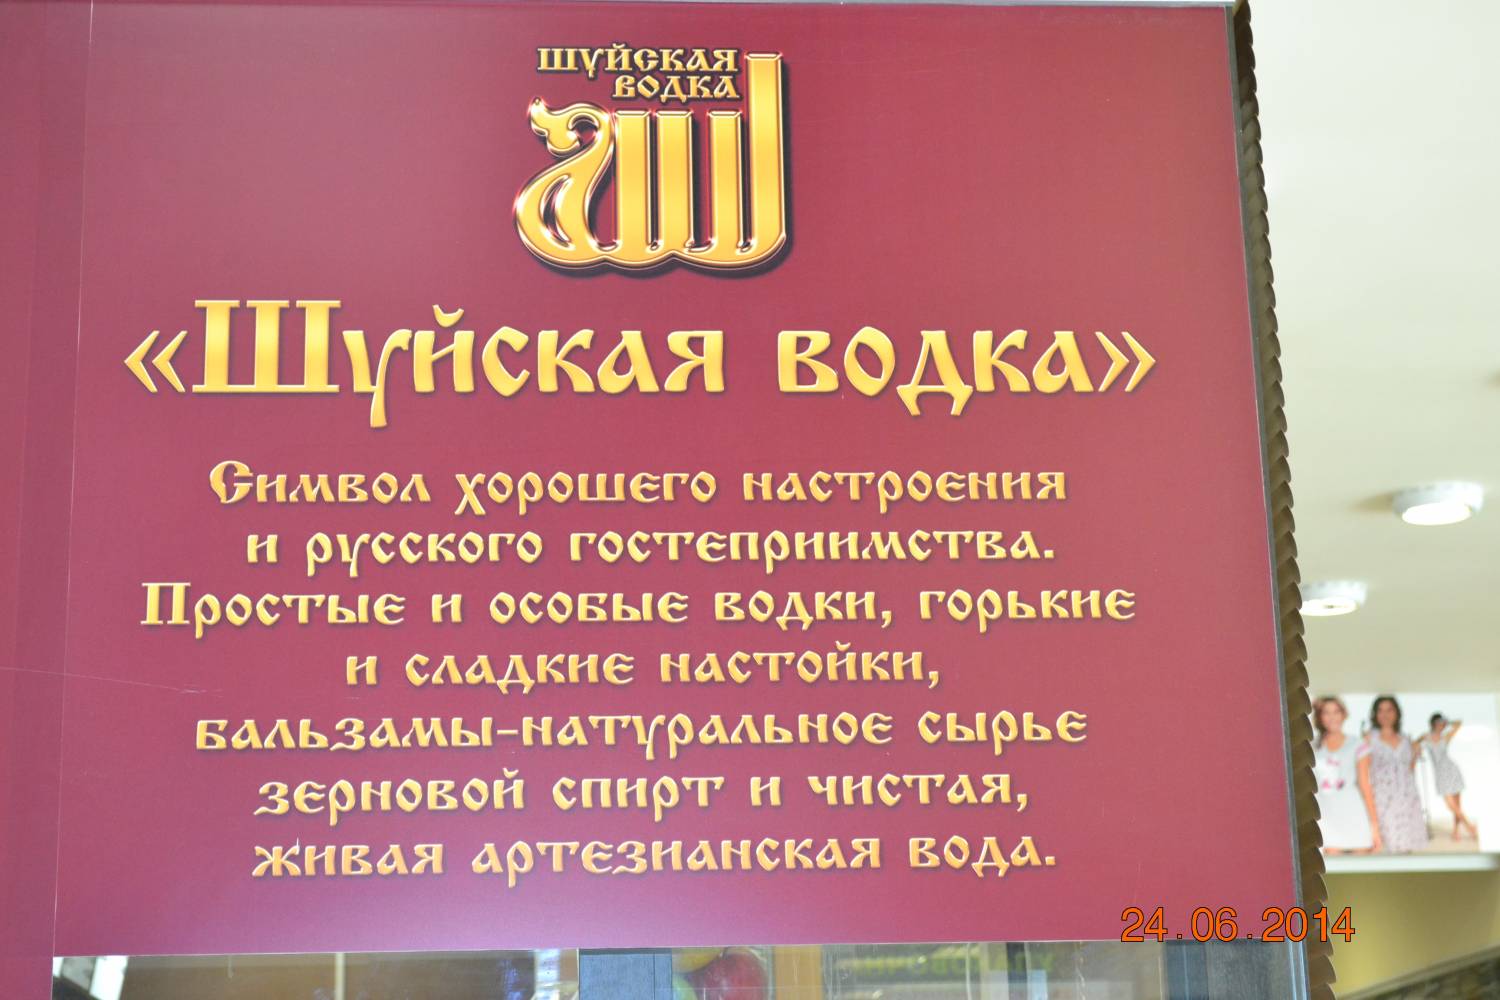 шуйская
водка
«Шуйская водка»
Символ хорошего настроения
и русского гостеприимства.
Простые и особые водки, горькие
и сладкие настойки,
бальзамы-натуральное сырье
зерновой спирт и чистая,
живая артезианская вода.
24.06.2014